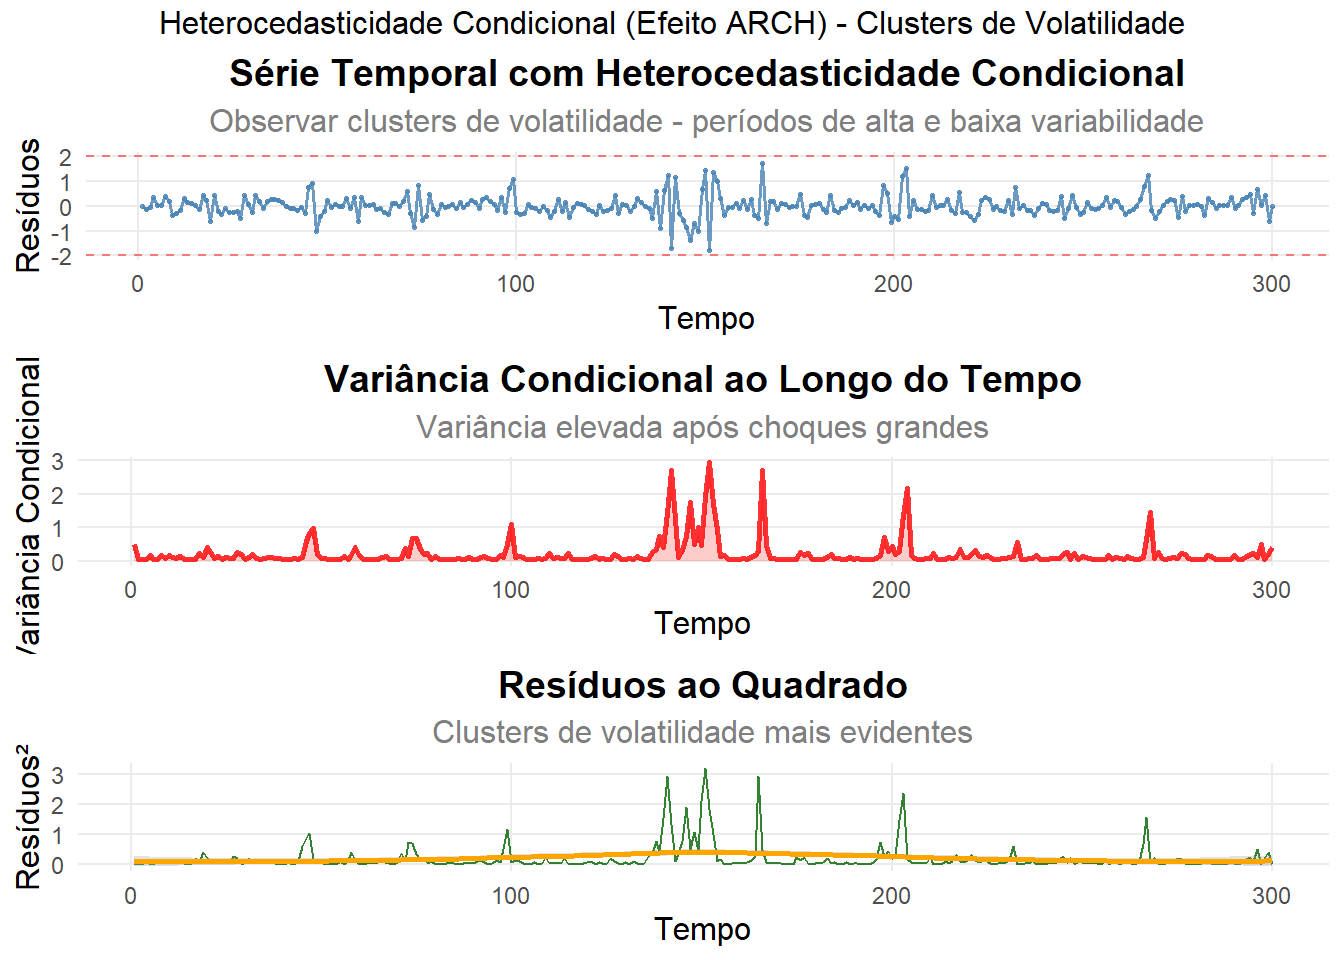 Heterocedasticidade Condicional (Efeito ARCH) - Clusters de Volatilidade
Série Temporal com Heterocedasticidade Condicional
Observar clusters de volatilidade - períodos de alta e baixa variabilidade
Resíduos
2
1
0
-1
-2
0 100 200 300
Tempo
Variância Condicional ao Longo do Tempo
Variância elevada após choques grandes
Variância Condicional
3
2
1
0
0 100 200 300
Tempo
Resíduos ao Quadrado
Clusters de volatilidade mais evidentes
Resíduos²
3
2
1
0
0 100 200 300
Tempo